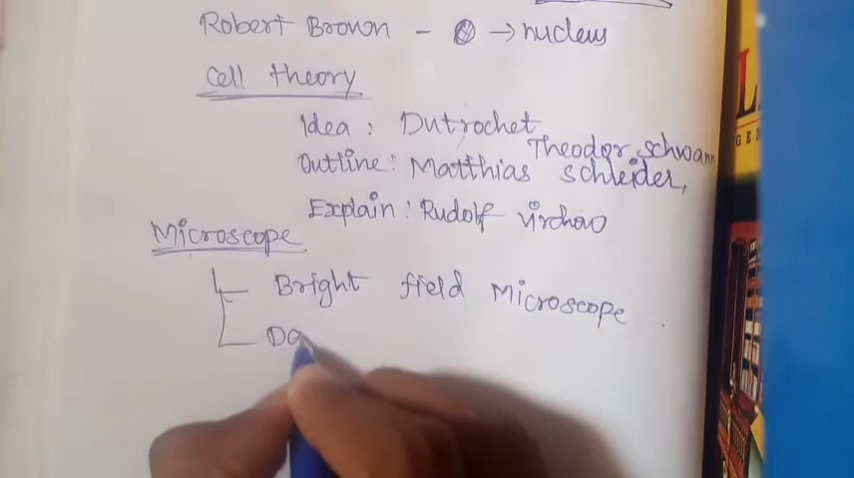 Robert Brown - → nucleus
Cell theory
Idea : Dutrochet
Theodor Schwann
Outline : Matthias Schleider,
Explain : Rudolf virchow
Microscope
Bright field Microscope
Da